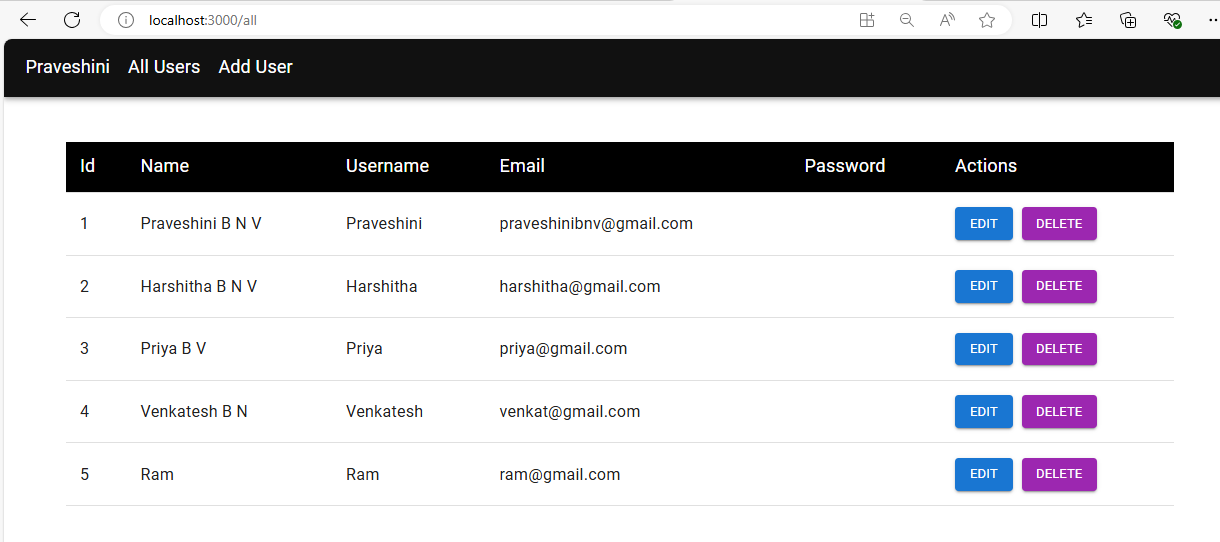 localhost:3000/all
Praveshini All Users Add User
Id Name Username Email Password Actions
1 Praveshini B N V Praveshini praveshinibnv@gmail.com EDIT DELETE
2 Harshitha B N V Harshitha harshitha@gmail.com EDIT DELETE
3 Priya B V Priya priya@gmail.com EDIT DELETE
4 Venkatesh B N Venkatesh venkat@gmail.com EDIT DELETE
5 Ram Ram ram@gmail.com EDIT DELETE